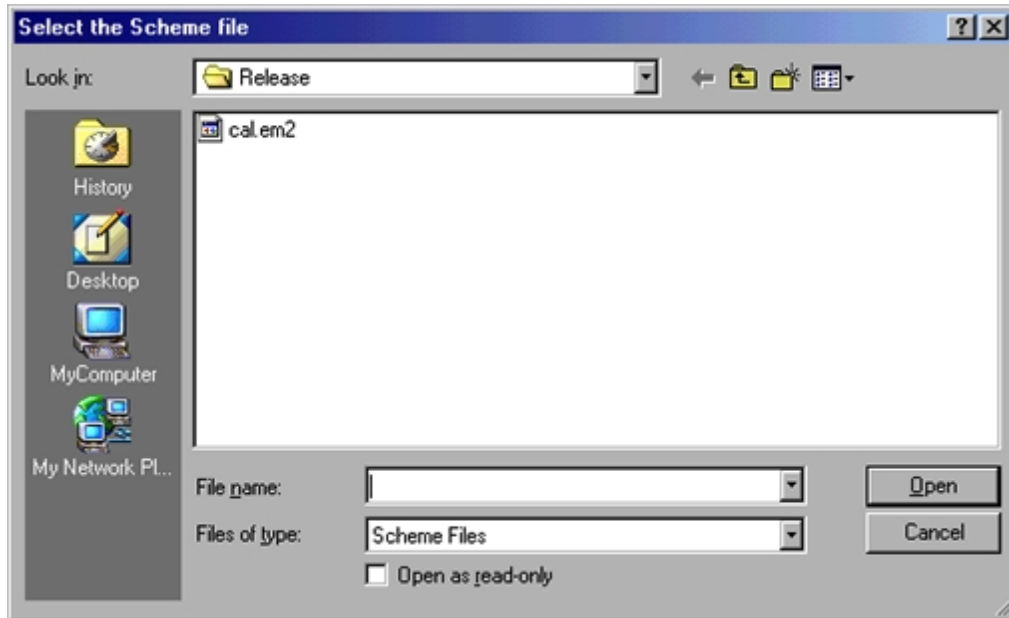 Select the Scheme file
Look in:
Release
cal.em2
History
Desktop
MyComputer
My Network Pl...
File name:
Open
Files of type:
Scheme Files
Cancel
Open as read-only